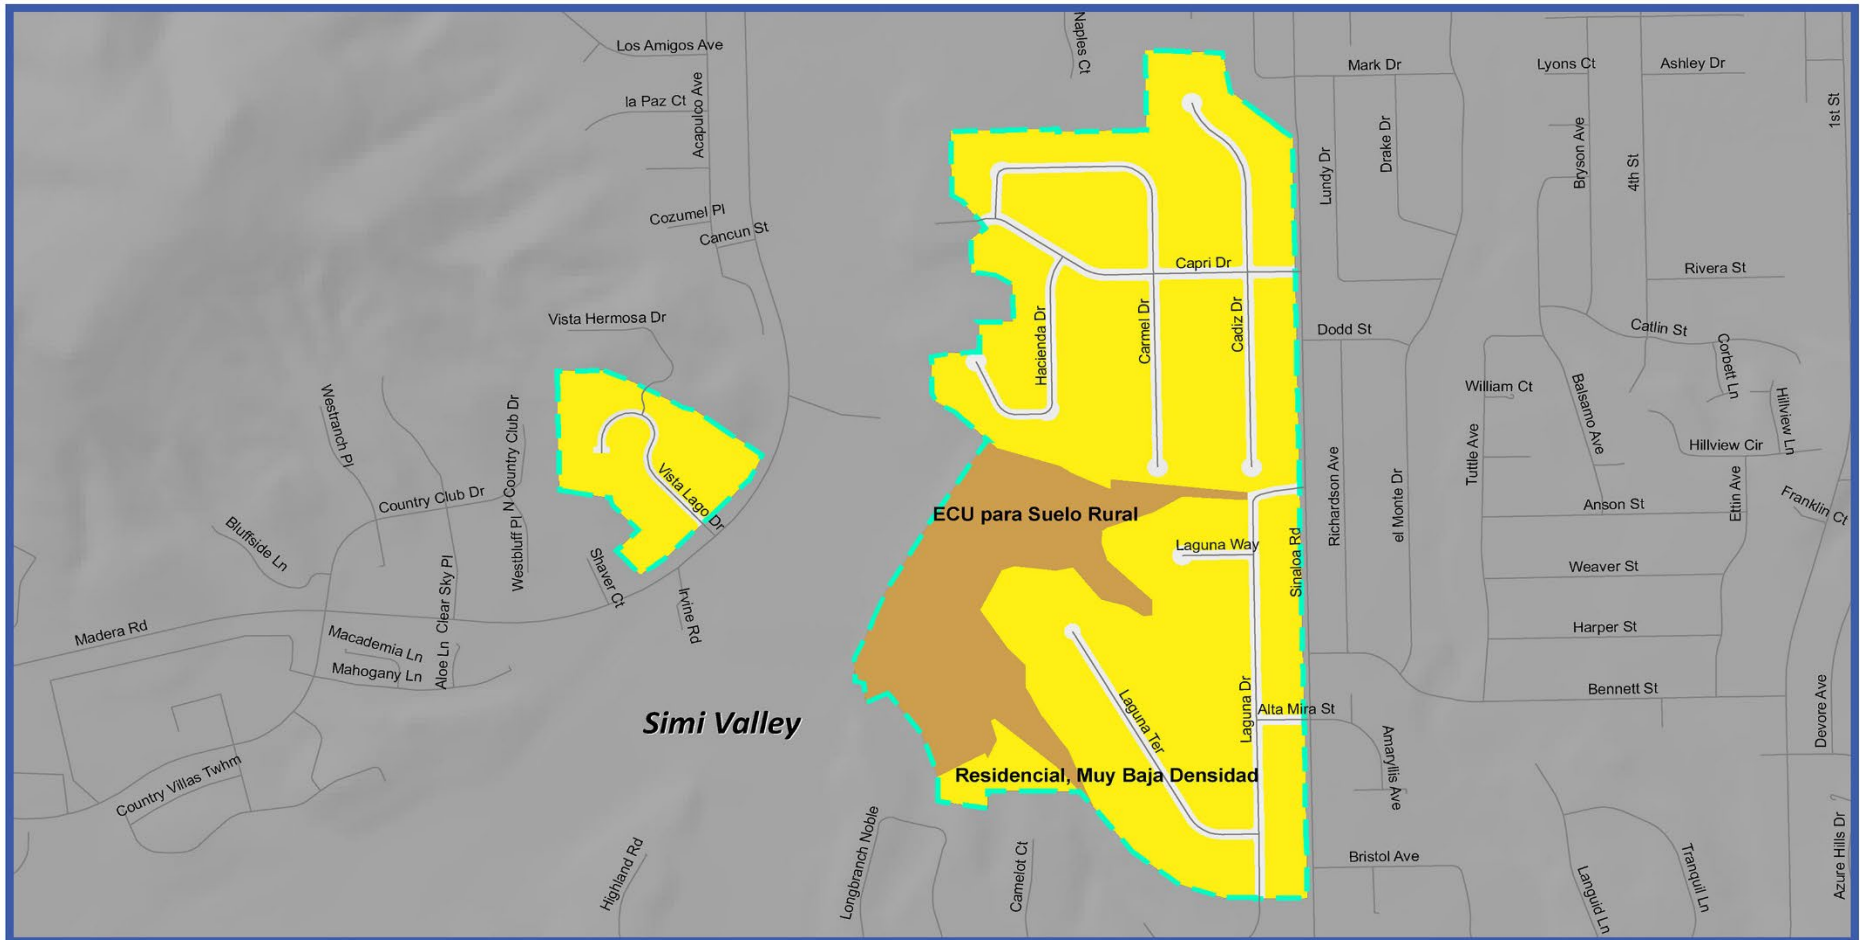 Los Amigos Ave
la Paz Ct
Acapulco Ave
Cozumel Pl
Cancun St
Naples Ct
Mark Dr
Lyons Ct
Ashley Dr
1st St
Lundy Dr
Drake Dr
Bryson Ave
4th St
Capri Dr
Rivera St
Vista Hermosa Dr
Hacienda Dr
Carmel Dr
Cadiz Dr
Dodd St
Catlin St
Corbett Ln
William Ct
Balsamo Ave
Hillview Ln
Hillview Cir
Westranch Pl
N Country Club Dr
Country Club Dr
Vista Lago Dr
Tuttle Ave
Richardson Ave
el Monte Dr
Ettin Ave
Franklin Ct
Anson St
ECU para Suelo Rural
Bluffside Ln
Westbluff Pl
Clear Sky Pl
Shaver Ct
Irvine Rd
Laguna Way
Sinaloa Rd
Weaver St
Madera Rd
Macademia Ln
Mahogany Ln
Aloe Ln
Harper St
Bennett St
Simi Valley
Laguna Ter
Laguna Dr
Alta Mira St
Amaryllis Ave
Devore Ave
Residencial, Muy Baja Densidad
Country Villas Twhm
Highland Rd
Longbranch Noble
Camelot Ct
Bristol Ave
Languid Ln
Tranquil Ln
Azure Hills Dr